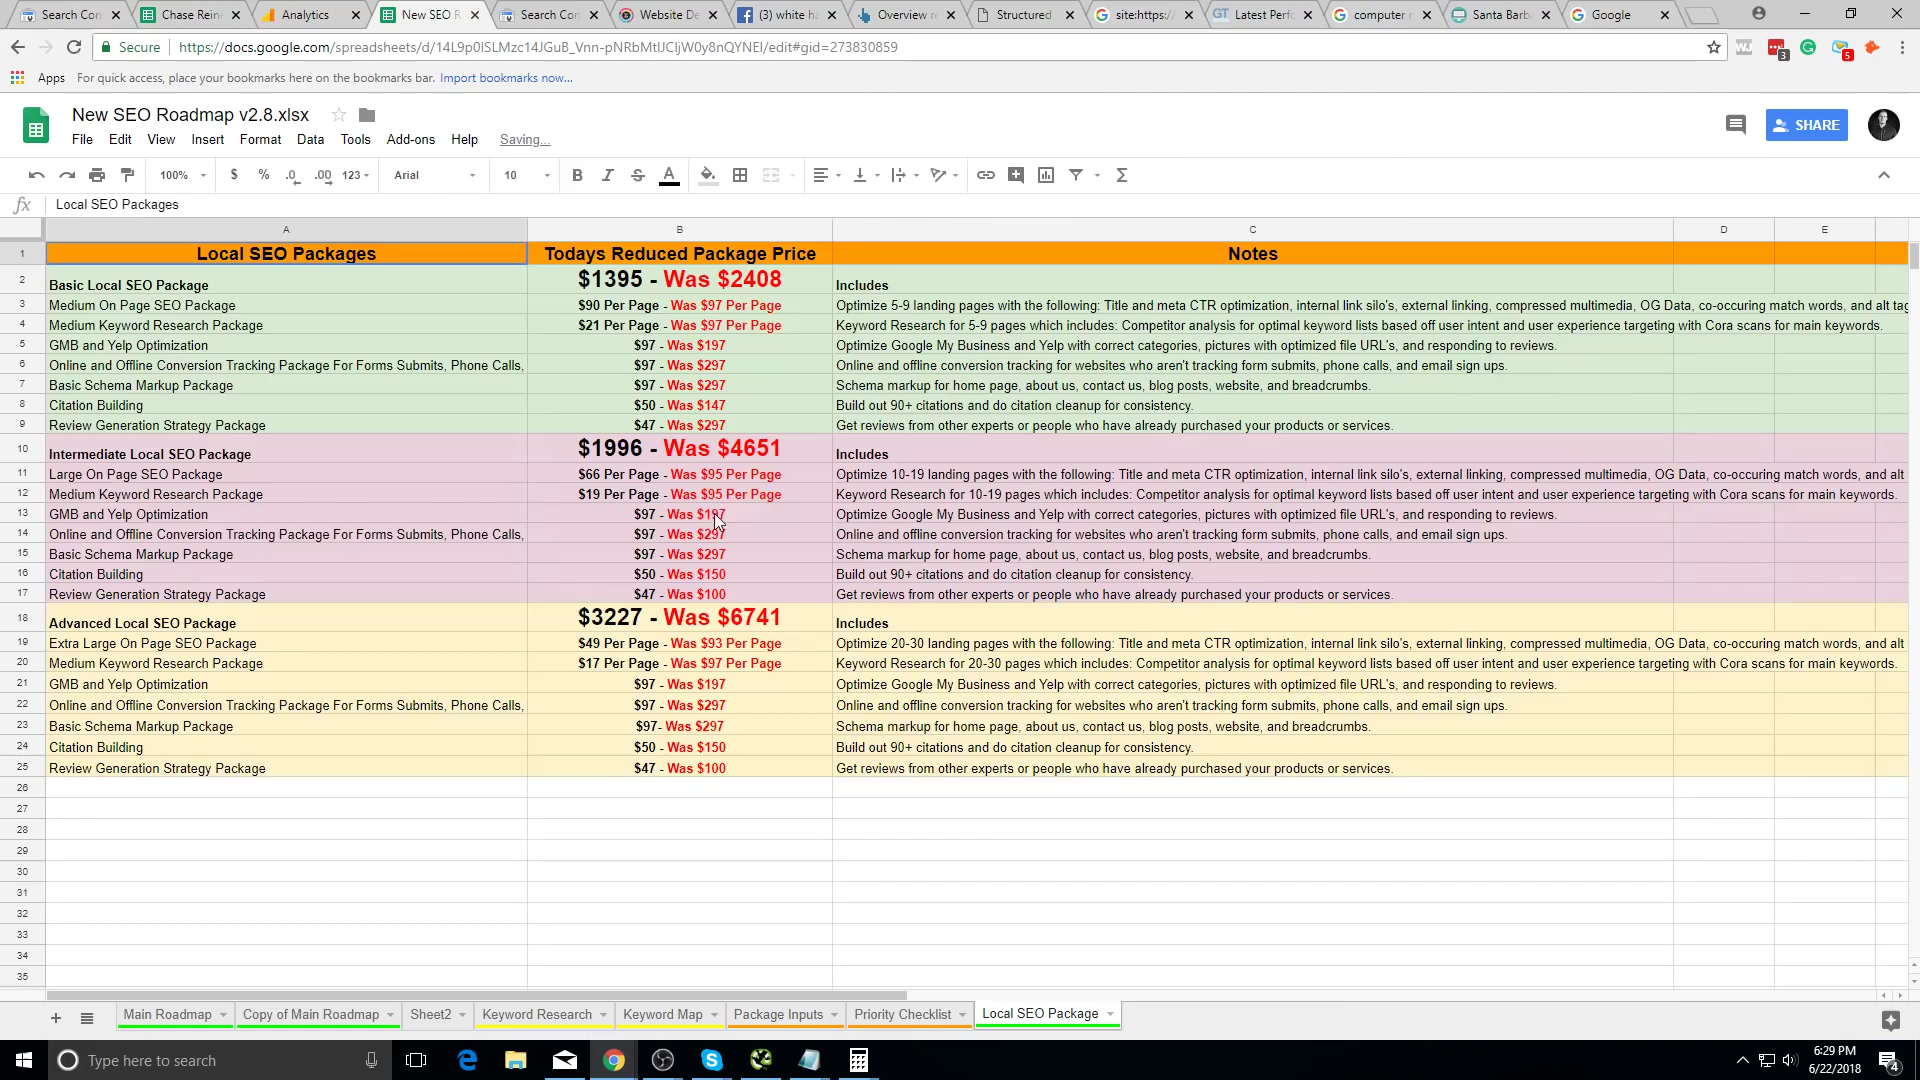 Search Con
Chase Rein
Analytics
New SEO R
Search Con
Website De
(3) white ha
Overview re
Structured
site:https:/
Latest Perfo
computer r
Santa Barb
Google
Secure https://docs.google.com/spreadsheets/d/
Apps For quick access, place your bookmarks here on the bookmarks bar. Import bookmarks now...
New SEO Roadmap v2.8.xlsx
File Edit View Insert Format Data Tools Add-ons Help Saving...
SHARE
100% $ % .0 .00 123 Arial 10 B I S A
fx Local SEO Packages
A B C D E
1 Local SEO Packages Todays Reduced Package Price Notes
2 Basic Local SEO Package $1395 - Was $2408 Includes
3 Medium On Page SEO Package $90 Per Page - Was $97 Per Page Optimize 5-9 landing pages with the following: Title and meta CTR optimization, internal link silo's, external linking, compressed multimedia, OG Data, co-occuring match words, and alt tag
4 Medium Keyword Research Package $21 Per Page - Was $97 Per Page Keyword Research for 5-9 pages which includes: Competitor analysis for optimal keyword lists based off user intent and user experience targeting with Cora scans for main keywords.
5 GMB and Yelp Optimization $97 - Was $197 Optimize Google My Business and Yelp with correct categories, pictures with optimized file URL's, and responding to reviews.
6 Online and Offline Conversion Tracking Package For Forms Submits, Phone Calls, $97 - Was $297 Online and offline conversion tracking for websites who aren't tracking form submits, phone calls, and email sign ups.
7 Basic Schema Markup Package $97 - Was $297 Schema markup for home page, about us, contact us, blog posts, website, and breadcrumbs.
8 Citation Building $50 - Was $147 Build out 90+ citations and do citation cleanup for consistency.
9 Review Generation Strategy Package $47 - Was $297 Get reviews from other experts or people who have already purchased your products or services.
10 Intermediate Local SEO Package $1996 - Was $4651 Includes
11 Large On Page SEO Package $66 Per Page - Was $95 Per Page Optimize 10-19 landing pages with the following: Title and meta CTR optimization, internal link silo's, external linking, compressed multimedia, OG Data, co-occuring match words, and alt
12 Medium Keyword Research Package $19 Per Page - Was $95 Per Page Keyword Research for 10-19 pages which includes: Competitor analysis for optimal keyword lists based off user intent and user experience targeting with Cora scans for main keywords.
13 GMB and Yelp Optimization $97 - Was $197 Optimize Google My Business and Yelp with correct categories, pictures with optimized file URL's, and responding to reviews.
14 Online and Offline Conversion Tracking Package For Forms Submits, Phone Calls, $97 - Was $297 Online and offline conversion tracking for websites who aren't tracking form submits, phone calls, and email sign ups.
15 Basic Schema Markup Package $97 - Was $297 Schema markup for home page, about us, contact us, blog posts, website, and breadcrumbs.
16 Citation Building $50 - Was $150 Build out 90+ citations and do citation cleanup for consistency.
17 Review Generation Strategy Package $47 - Was $100 Get reviews from other experts or people who have already purchased your products or services.
18 Advanced Local SEO Package $3227 - Was $6741 Includes
19 Extra Large On Page SEO Package $49 Per Page - Was $93 Per Page Optimize 20-30 landing pages with the following: Title and meta CTR optimization, internal link silo's, external linking, compressed multimedia, OG Data, co-occuring match words, and alt
20 Medium Keyword Research Package $17 Per Page - Was $97 Per Page Keyword Research for 20-30 pages which includes: Competitor analysis for optimal keyword lists based off user intent and user experience targeting with Cora scans for main keywords.
21 GMB and Yelp Optimization $97 - Was $197 Optimize Google My Business and Yelp with correct categories, pictures with optimized file URL's, and responding to reviews.
22 Online and Offline Conversion Tracking Package For Forms Submits, Phone Calls, $97 - Was $297 Online and offline conversion tracking for websites who aren't tracking form submits, phone calls, and email sign ups.
23 Basic Schema Markup Package $97- Was $297 Schema markup for home page, about us, contact us, blog posts, website, and breadcrumbs.
24 Citation Building $50 - Was $150 Build out 90+ citations and do citation cleanup for consistency.
25 Review Generation Strategy Package $47 - Was $100 Get reviews from other experts or people who have already purchased your products or services.
26
27
28
29
30
31
32
33
34
35
Main Roadmap Copy of Main Roadmap Sheet2 Keyword Research Keyword Map Package Inputs Priority Checklist Local SEO Package
Type here to search
6:29 PM
6/22/2018
4